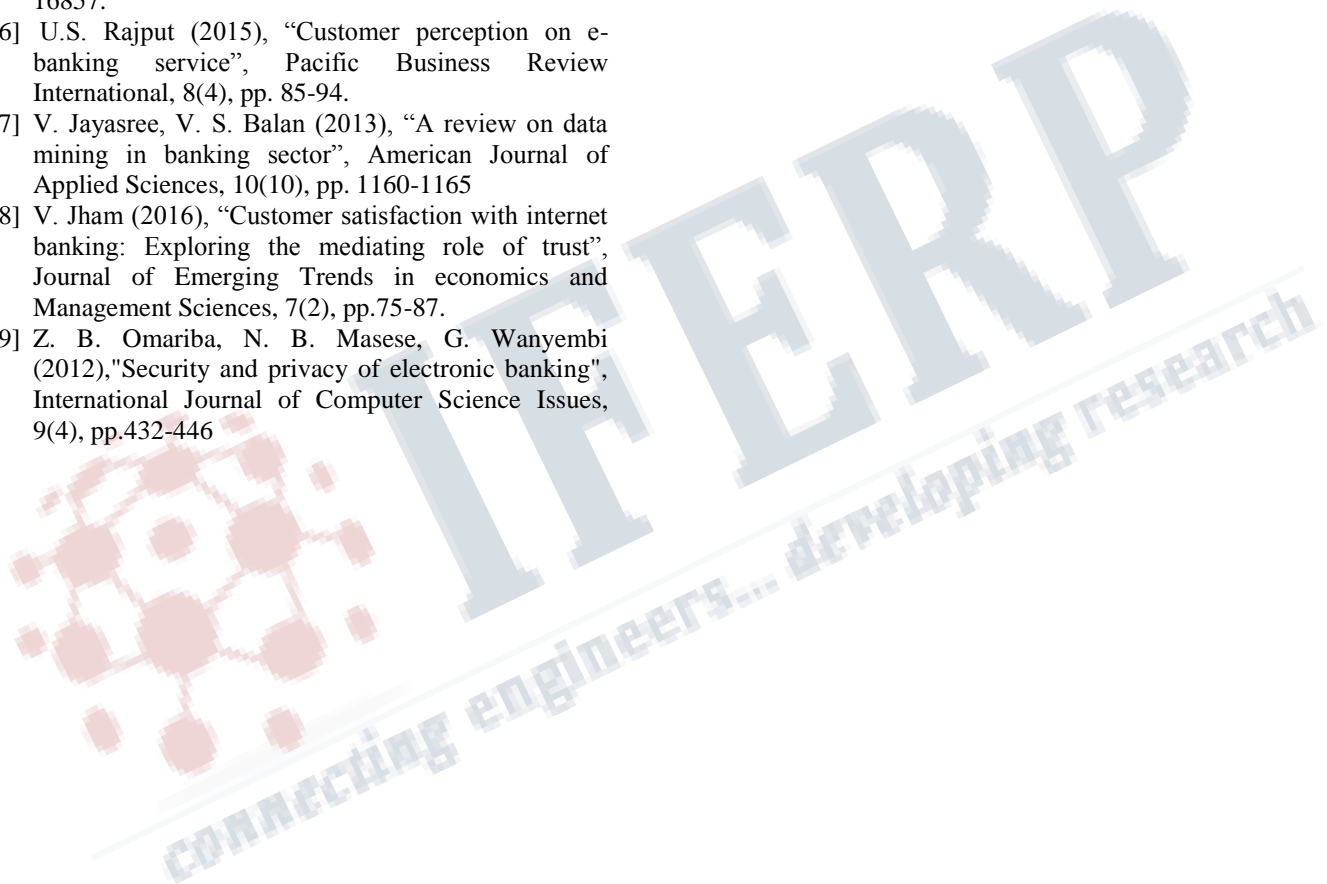 16857.
6] U.S. Rajput (2015), “Customer perception on e-
banking service”, Pacific Business Review
International, 8(4), pp. 85-94.
7] V. Jayasree, V. S. Balan (2013), “A review on data
mining in banking sector”, American Journal of
Applied Sciences, 10(10), pp. 1160-1165
8] V. Jham (2016), “Customer satisfaction with internet
banking: Exploring the mediating role of trust”,
Journal of Emerging Trends in economics and
Management Sciences, 7(2), pp.75-87.
9] Z. B. Omariba, N. B. Masese, G. Wanyembi
(2012),"Security and privacy of electronic banking",
International Journal of Computer Science Issues,
9(4), pp.432-446
IFERP
connecting engineers... developing research